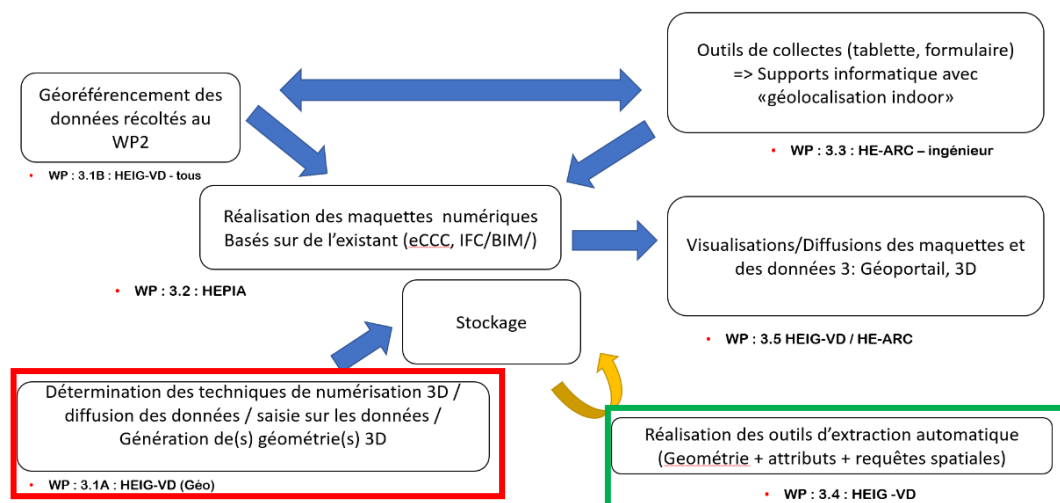 Outils de collectes (tablette, formulaire)
=> Supports informatique avec
«géolocalisation indoor»
• WP : 3.3 : HE-ARC – ingénieur
Géoréférencement des
données récoltés au
WP2
• WP : 3.1B : HEIG-VD - tous
Réalisation des maquettes numériques
Basés sur de l'existant (eCCC, IFC/BIM/)
• WP : 3.2 : HEPIA
Visualisations/Diffusions des maquettes et
des données 3: Géoportail, 3D
• WP : 3.5 HEIG-VD / HE-ARC
Stockage
Détermination des techniques de numérisation 3D /
diffusion des données / saisie sur les données /
Génération de(s) géométrie(s) 3D
• WP : 3.1A : HEIG-VD (Géo)
Réalisation des outils d'extraction automatique
(Geométrie + attributs + requêtes spatiales)
• WP : 3.4 : HEIG -VD